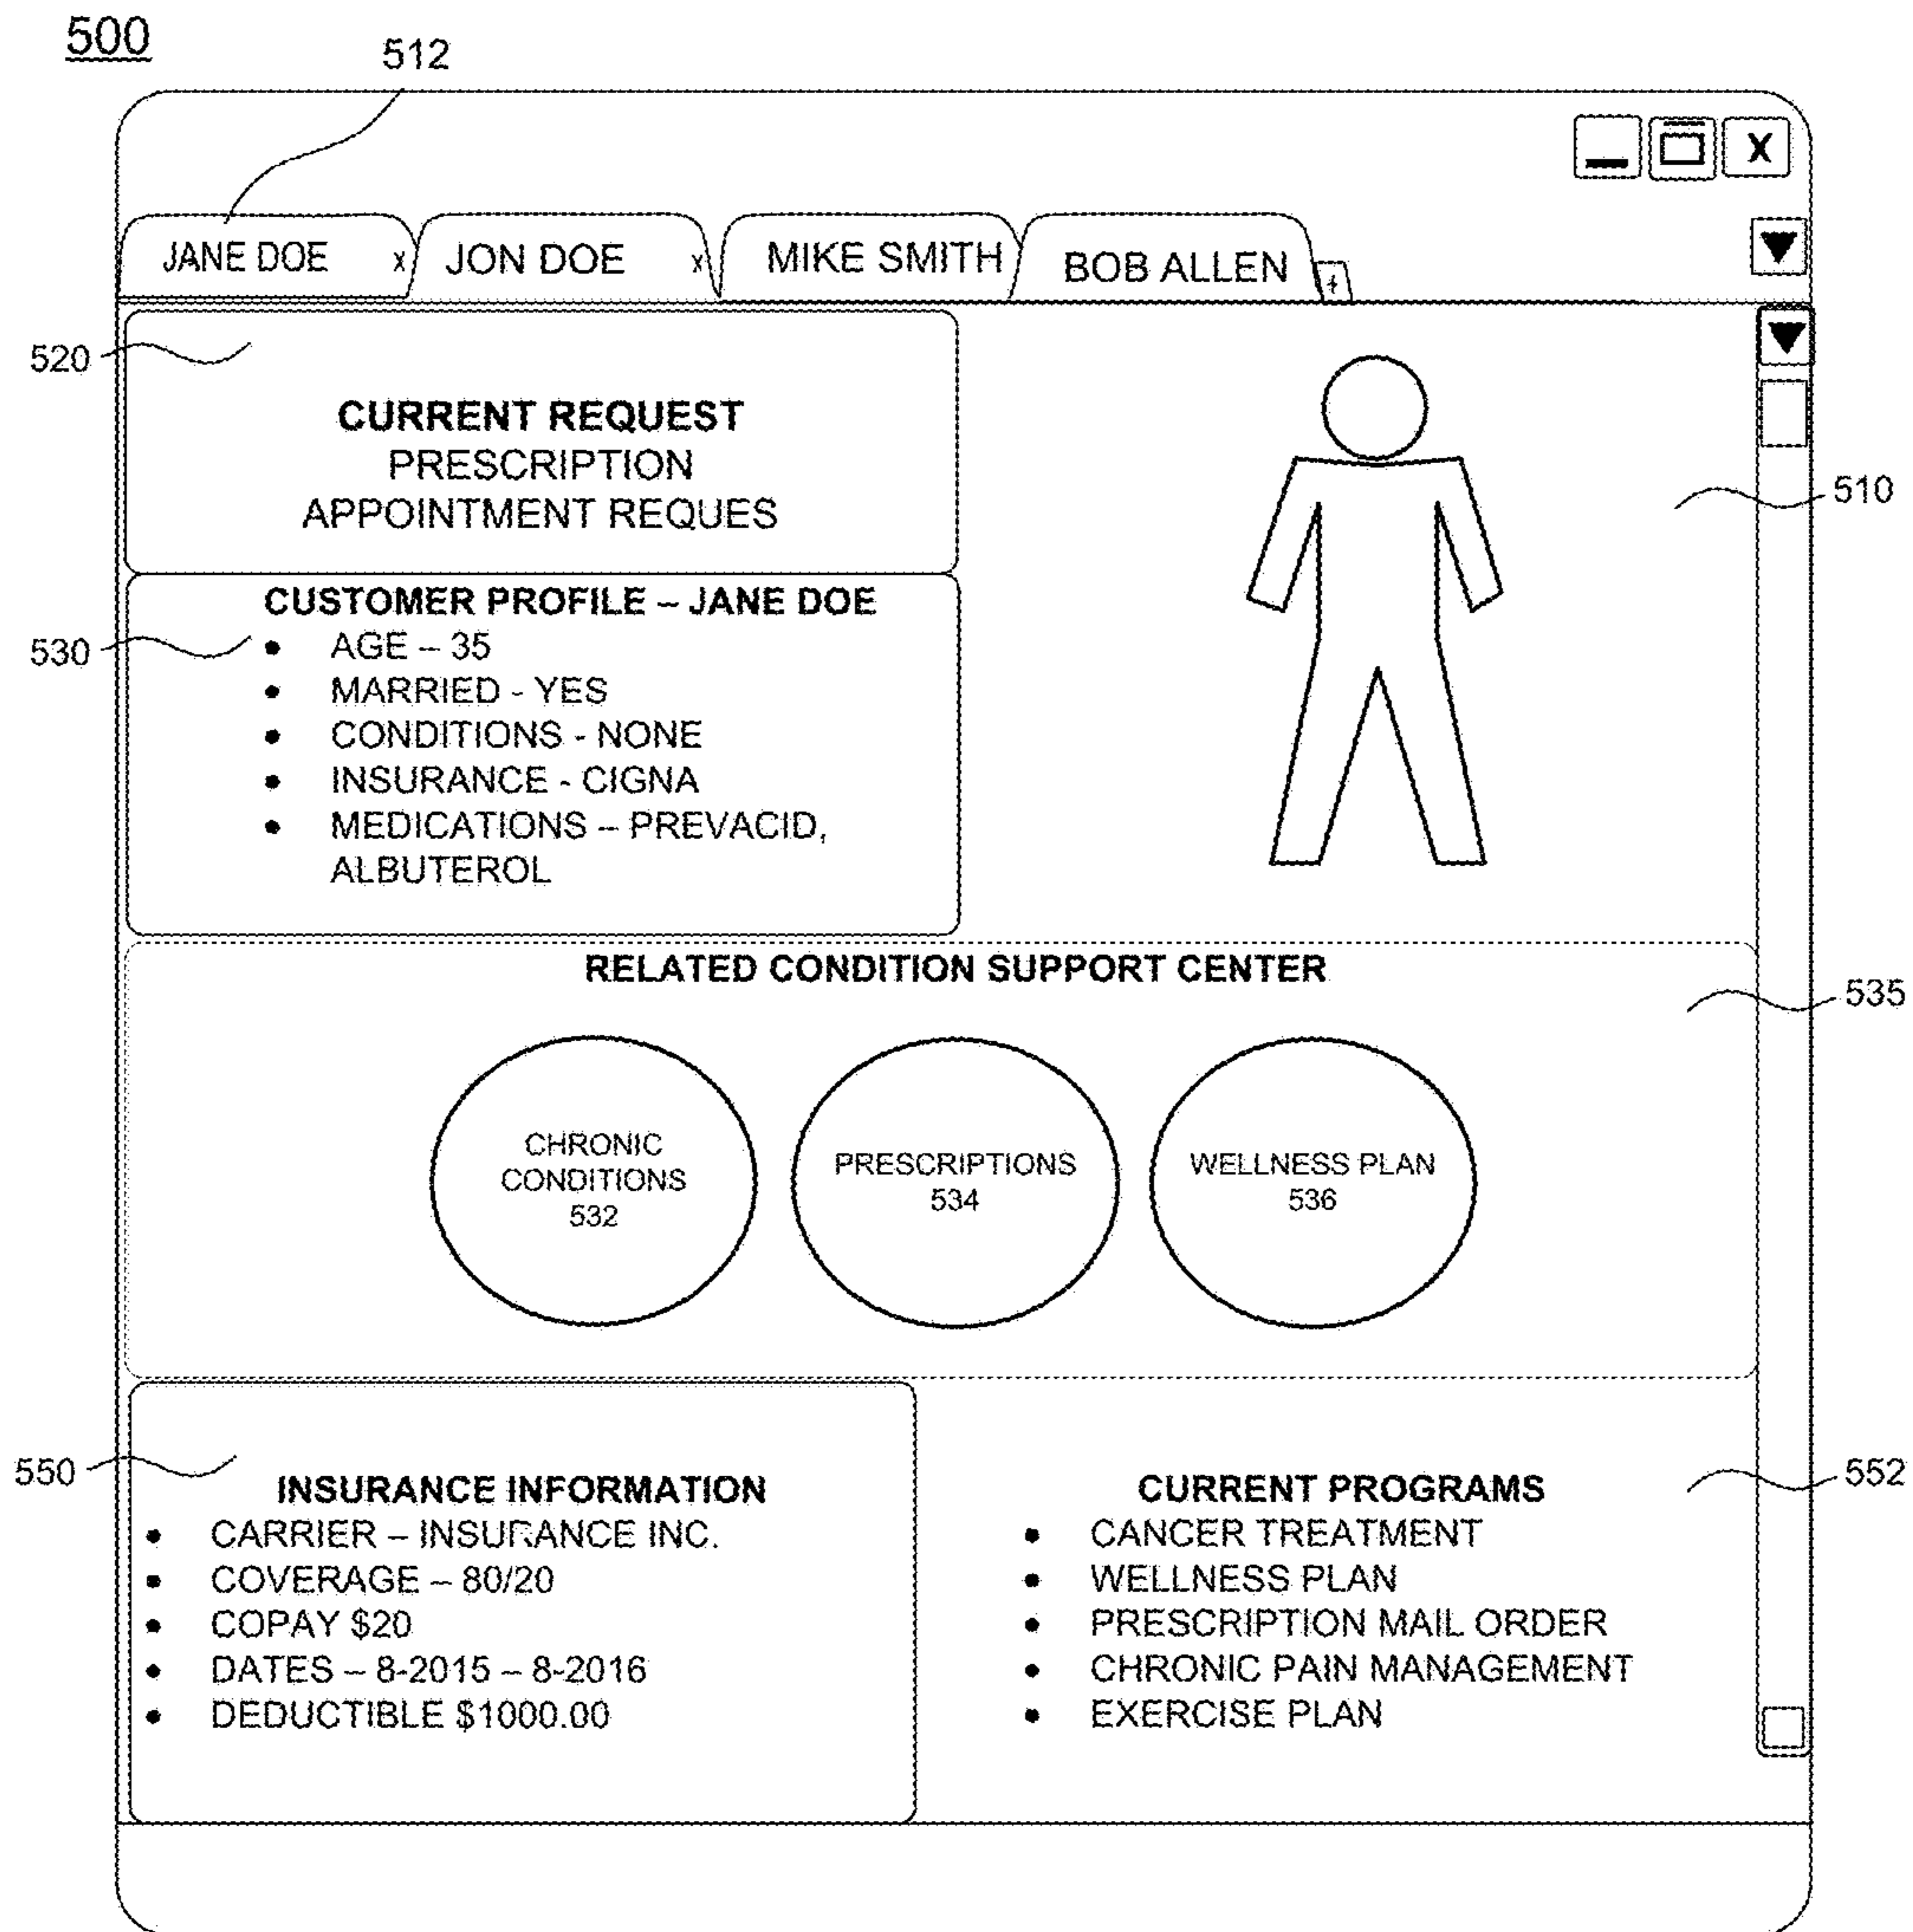 500
512
X
JANE DOE x JON DOE x MIKE SMITH BOB ALLEN +
520
CURRENT REQUEST
PRESCRIPTION
APPOINTMENT REQUES
510
CUSTOMER PROFILE – JANE DOE
530
• AGE – 35
• MARRIED - YES
• CONDITIONS - NONE
• INSURANCE - CIGNA
• MEDICATIONS – PREVACID,
ALBUTEROL
RELATED CONDITION SUPPORT CENTER
535
CHRONIC
CONDITIONS
532
PRESCRIPTIONS
534
WELLNESS PLAN
536
550
INSURANCE INFORMATION
• CARRIER – INSURANCE INC.
• COVERAGE – 80/20
• COPAY $20
• DATES – 8-2015 – 8-2016
• DEDUCTIBLE $1000.00
552
CURRENT PROGRAMS
• CANCER TREATMENT
• WELLNESS PLAN
• PRESCRIPTION MAIL ORDER
• CHRONIC PAIN MANAGEMENT
• EXERCISE PLAN